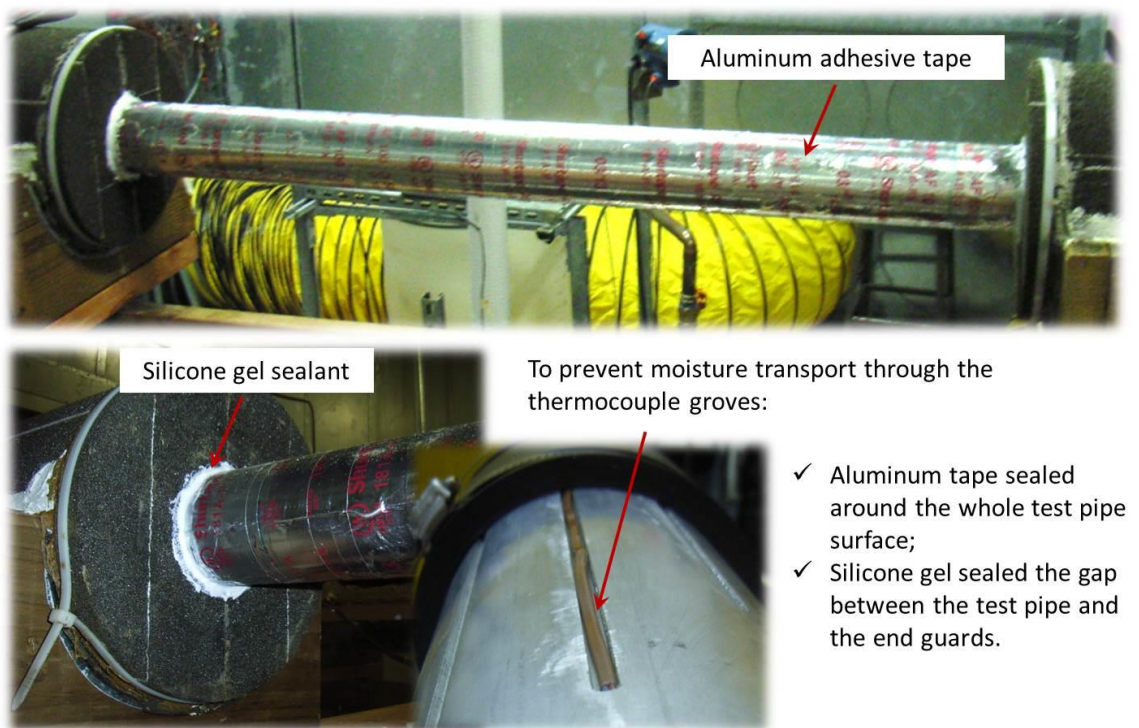 Aluminum adhesive tape
Silicone gel sealant
To prevent moisture transport through the
thermocouple groves:
✓ Aluminum tape sealed
around the whole test pipe
surface;
✓ Silicone gel sealed the gap
between the test pipe and
the end guards.